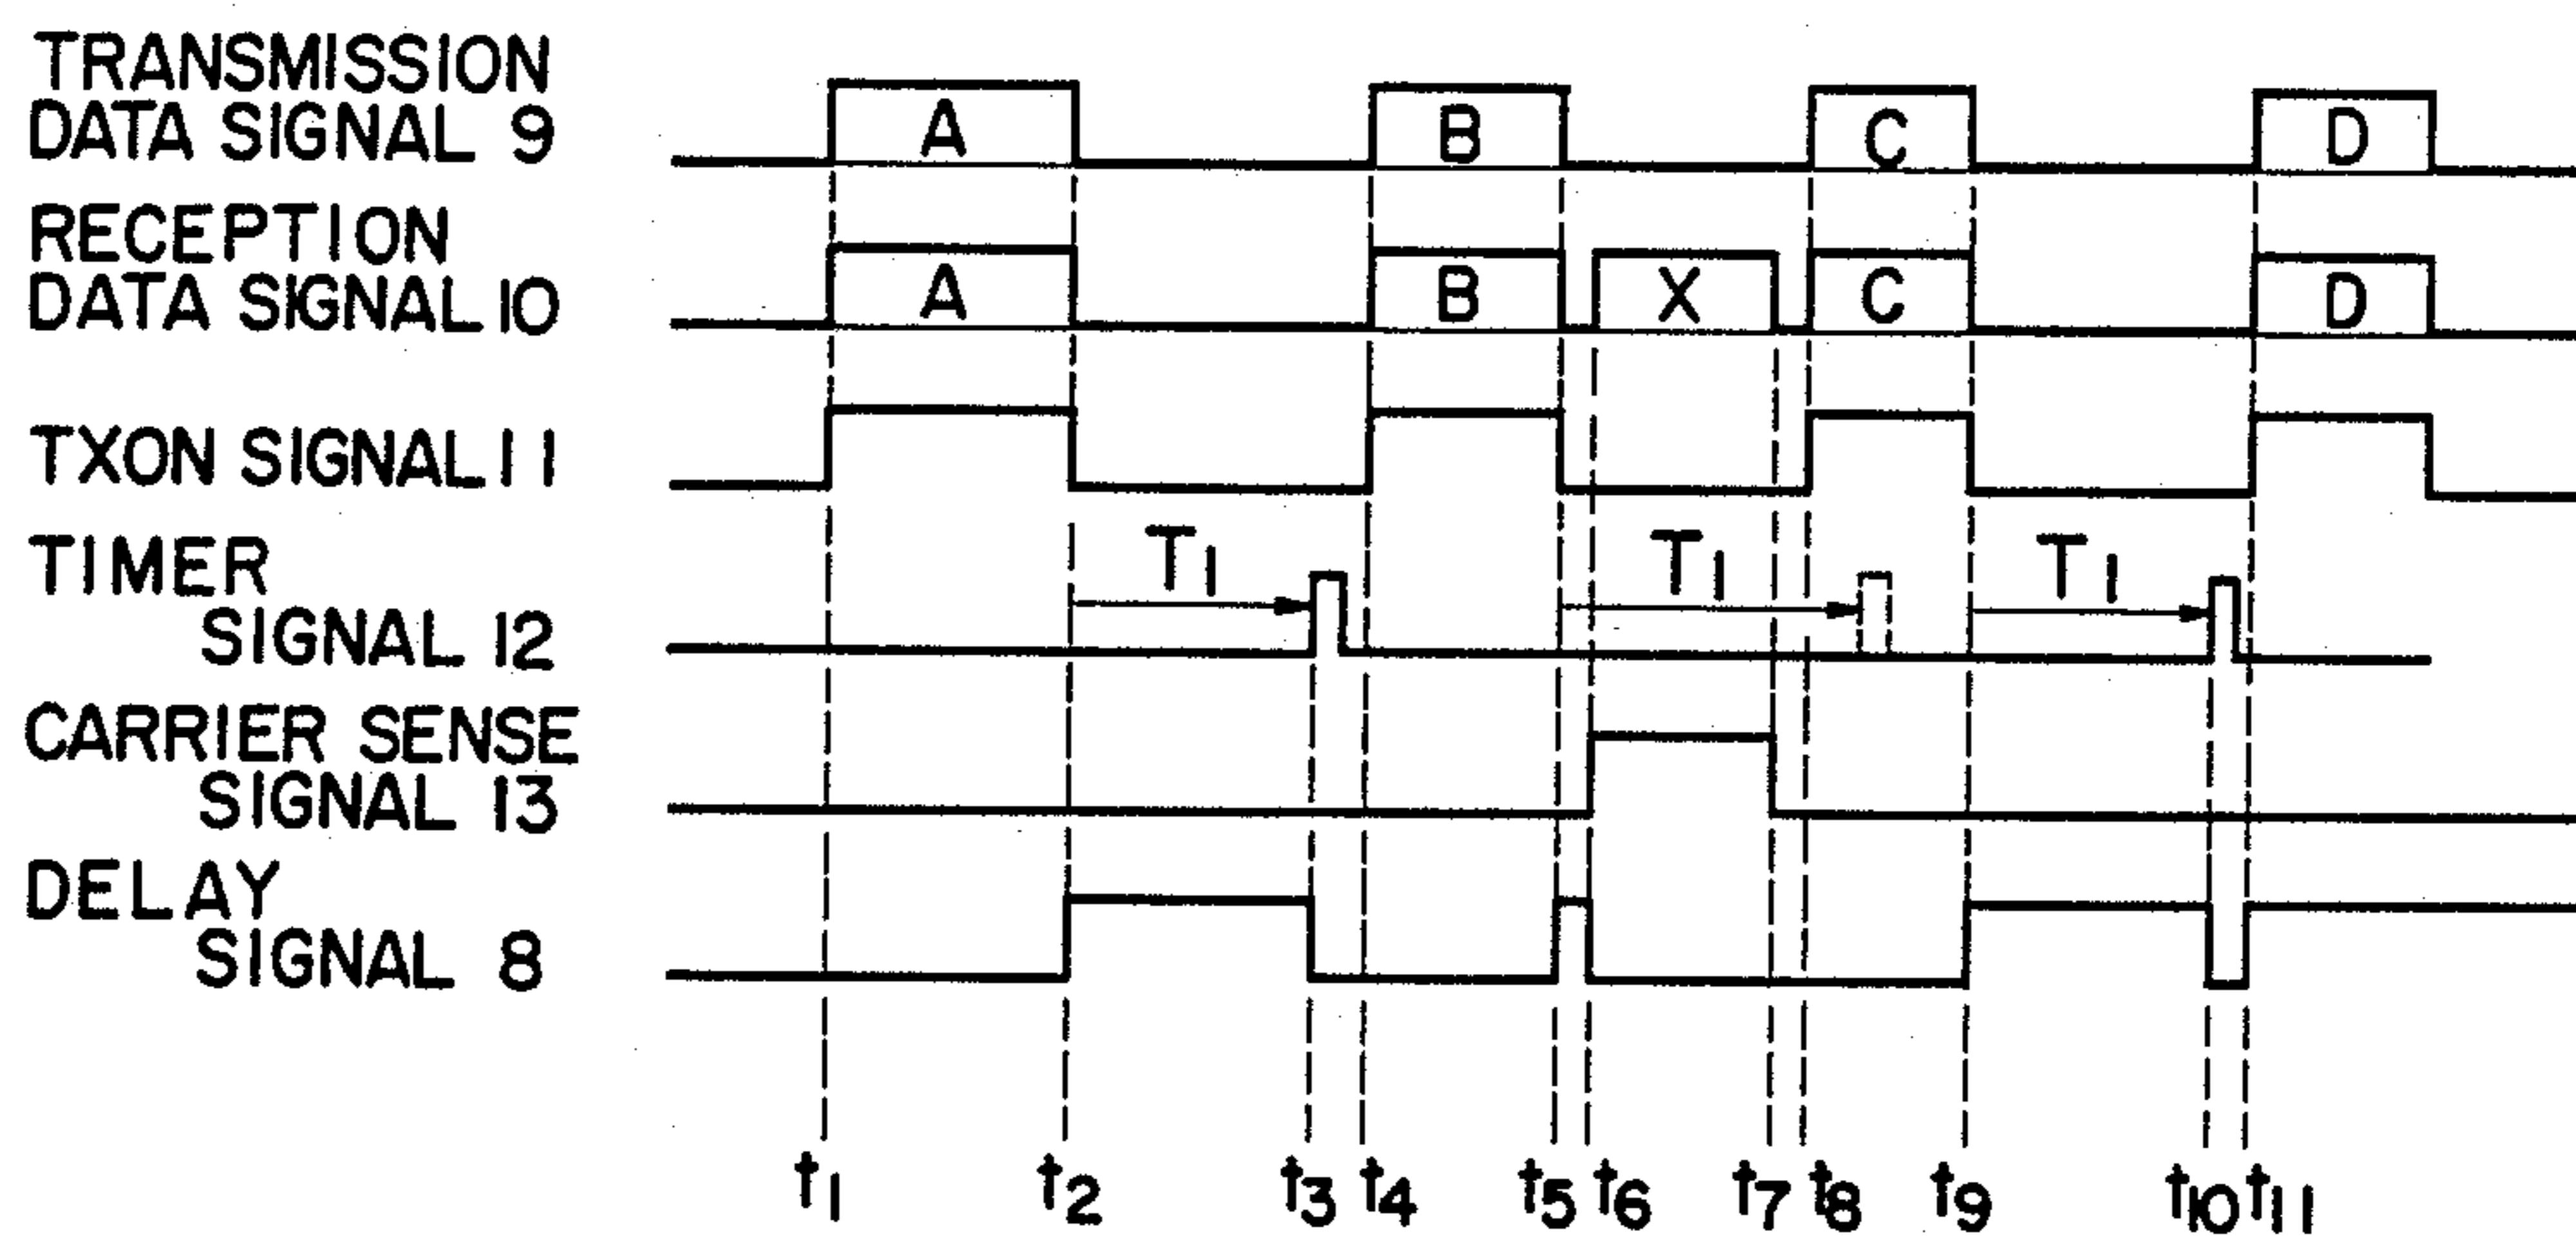 TRANSMISSION
DATA SIGNAL 9
A B C D
RECEPTION
DATA SIGNAL 10
A B X C D
TXON SIGNAL 11
TIMER
SIGNAL 12
T1 T1 T1
CARRIER SENSE
SIGNAL 13
DELAY
SIGNAL 8
t1 t2 t3 t4 t5 t6 t7 t8 t9 t10 t11